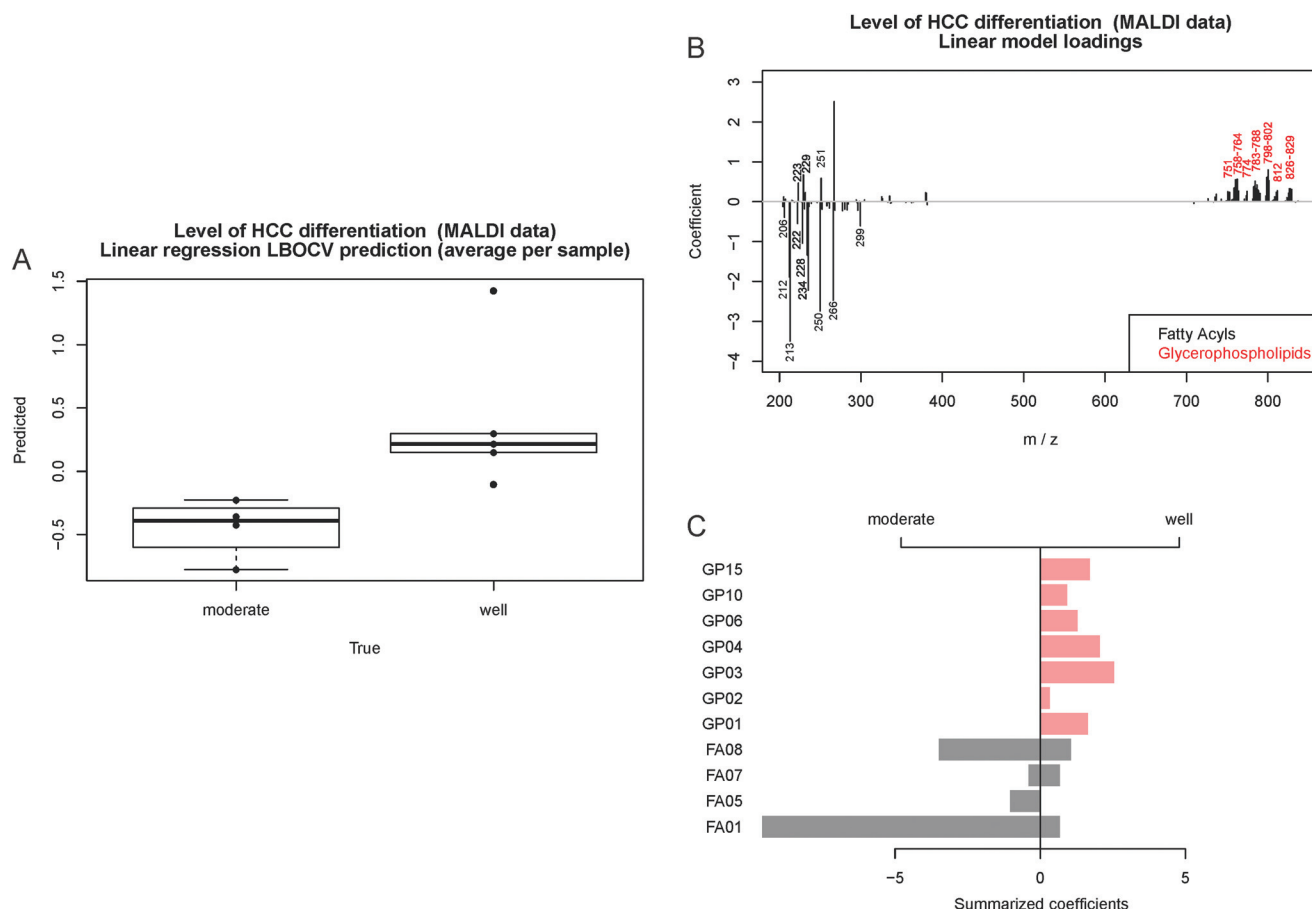 A
Level of HCC differentiation (MALDI data)
Linear regression LBOCV prediction (average per sample)
Predicted
1.5
1.0
0.5
0.0
−0.5
moderate
well
True
B
Level of HCC differentiation (MALDI data)
Linear model loadings
Coefficient
3
2
1
0
−1
−2
−3
−4
206
212
213
222
223
228
229
234
250
251
266
299
751
758-764
774
783-788
798-802
812
826-829
Fatty Acyls
Glycerophospholipids
200 300 400 500 600 700 800
m / z
C
moderate well
GP15
GP10
GP06
GP04
GP03
GP02
GP01
FA08
FA07
FA05
FA01
−5 0 5
Summarized coefficients